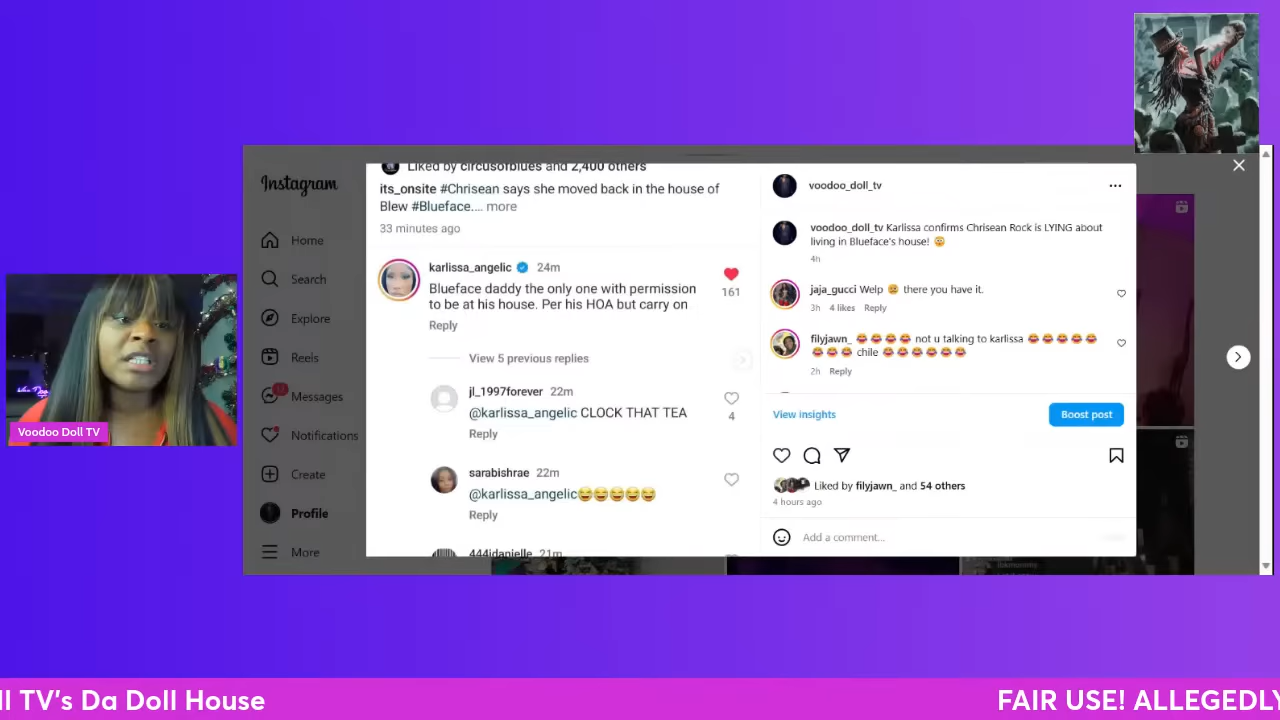 Instagram
Home
Search
Explore
Reels
Messages
Notifications
Create
Profile
More
Voodoo Doll TV
Liked by circusofblues and 2,400 others
its_onsite #Chrisean says she moved back in the house of
Blew #Blueface.... more
33 minutes ago
karlissa_angelic 24m
Blueface daddy the only one with permission
to be at his house. Per his HOA but carry on
161
Reply
View 5 previous replies
jl_1997forever 22m
@karlissa_angelic CLOCK THAT TEA
4
Reply
sarabishrae 22m
@karlissa_angelic😂😂😂😂😂
Reply
444idanielle 21m
voodoo_doll_tv
voodoo_doll_tv Karlissa confirms Chrisean Rock is LYING about
living in Blueface's house! 🤯
4h
jaja_gucci Welp 😕 there you have it.
3h 4 likes Reply
filyjawn_ 😂😂😂😂 not u talking to karlissa 😂😂😂😂😂
😂😂😂 chile 😂😂😂😂😂😂
2h Reply
View insights
Boost post
Liked by filyjawn_ and 54 others
4 hours ago
Add a comment...
ll TV's Da Doll House
FAIR USE! ALLEGEDLY